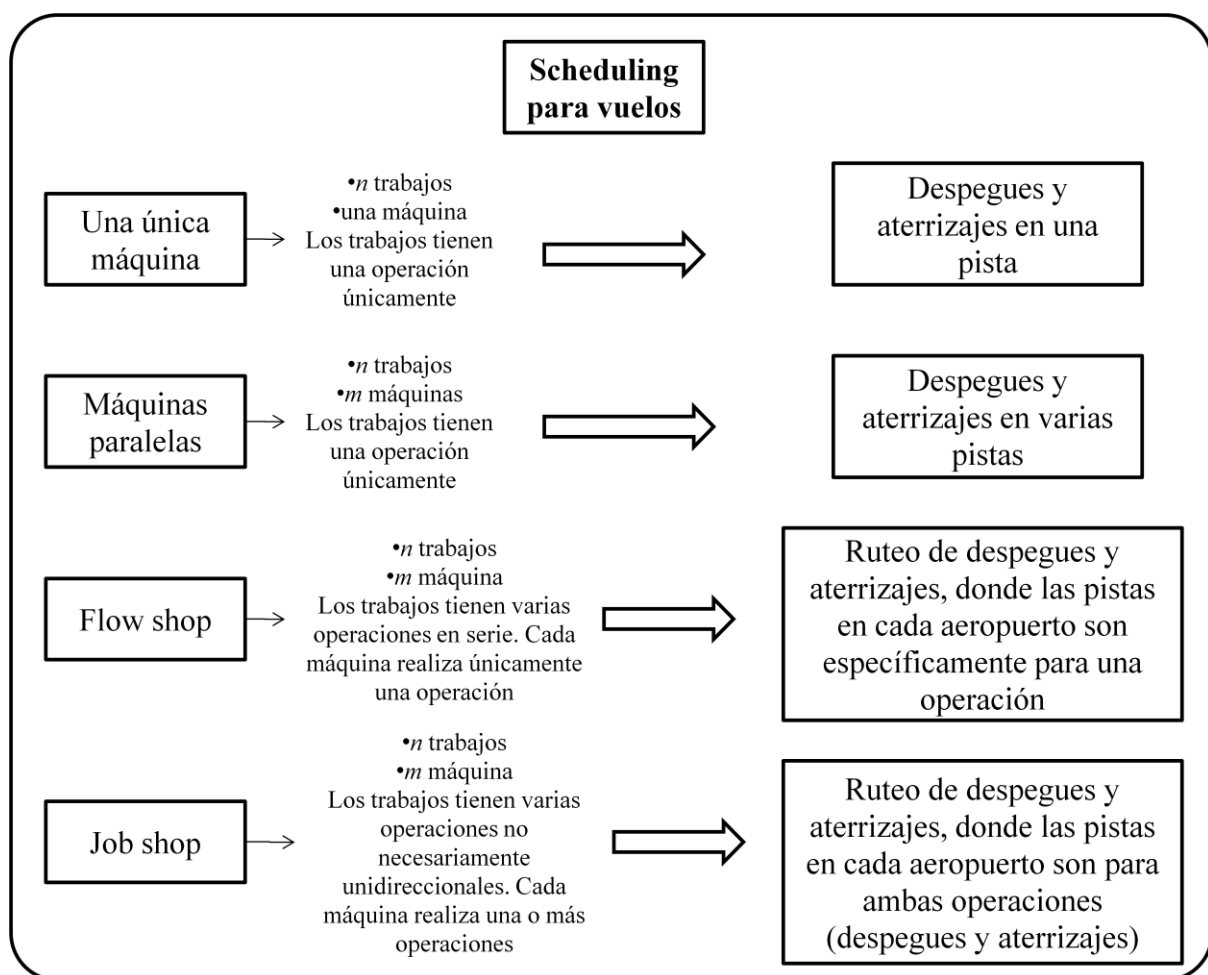 Scheduling
para vuelos
Una única
máquina
•n trabajos
•una máquina
Los trabajos tienen
una operación
únicamente
Despegues y
aterrizajes en una
pista
Máquinas
paralelas
•n trabajos
•m máquinas
Los trabajos tienen
una operación
únicamente
Despegues y
aterrizajes en varias
pistas
Flow shop
•n trabajos
•m máquina
Los trabajos tienen varias
operaciones en serie. Cada
máquina realiza únicamente
una operación
Ruteo de despegues y
aterrizajes, donde las pistas
en cada aeropuerto son
específicamente para una
operación
Job shop
•n trabajos
•m máquina
Los trabajos tienen varias
operaciones no
necesariamente
unidireccionales. Cada
máquina realiza una o más
operaciones
Ruteo de despegues y
aterrizajes, donde las pistas
en cada aeropuerto son para
ambas operaciones
(despegues y aterrizajes)